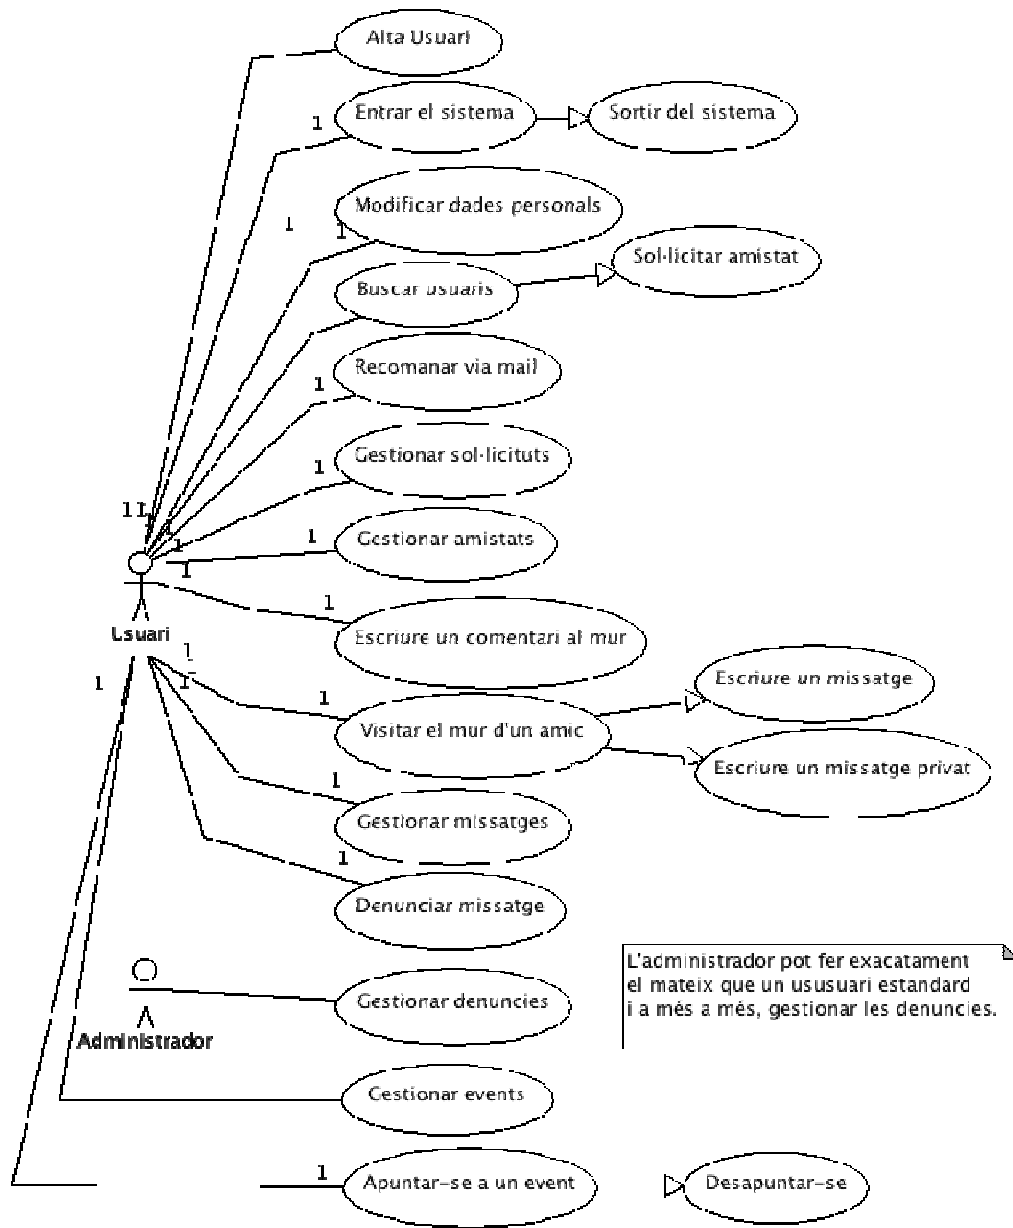 Alta Usuari
Entrar el sistema
Sortir del sistema
1
Modificar dades personals
1
1
Sol·licitar amistat
Buscar usuaris
Recomanar via mail
1
Gestionar sol·licituts
1
1 1
1
1
1
Gestionar amistats
1
1
Escriure un comentari al mur
1
Usuari
1
1
1
Escriure un missatge
1
Visitar el mur d'un amic
Escriure un missatge privat
1
Gestionar missatges
1
Denunciar missatge
L'administrador pot fer exacatament
el mateix que un ususuari estandard
i a més a més, gestionar les denuncies.
Gestionar denuncies
Administrador
Gestionar events
1
Apuntar-se a un event
Desapuntar-se